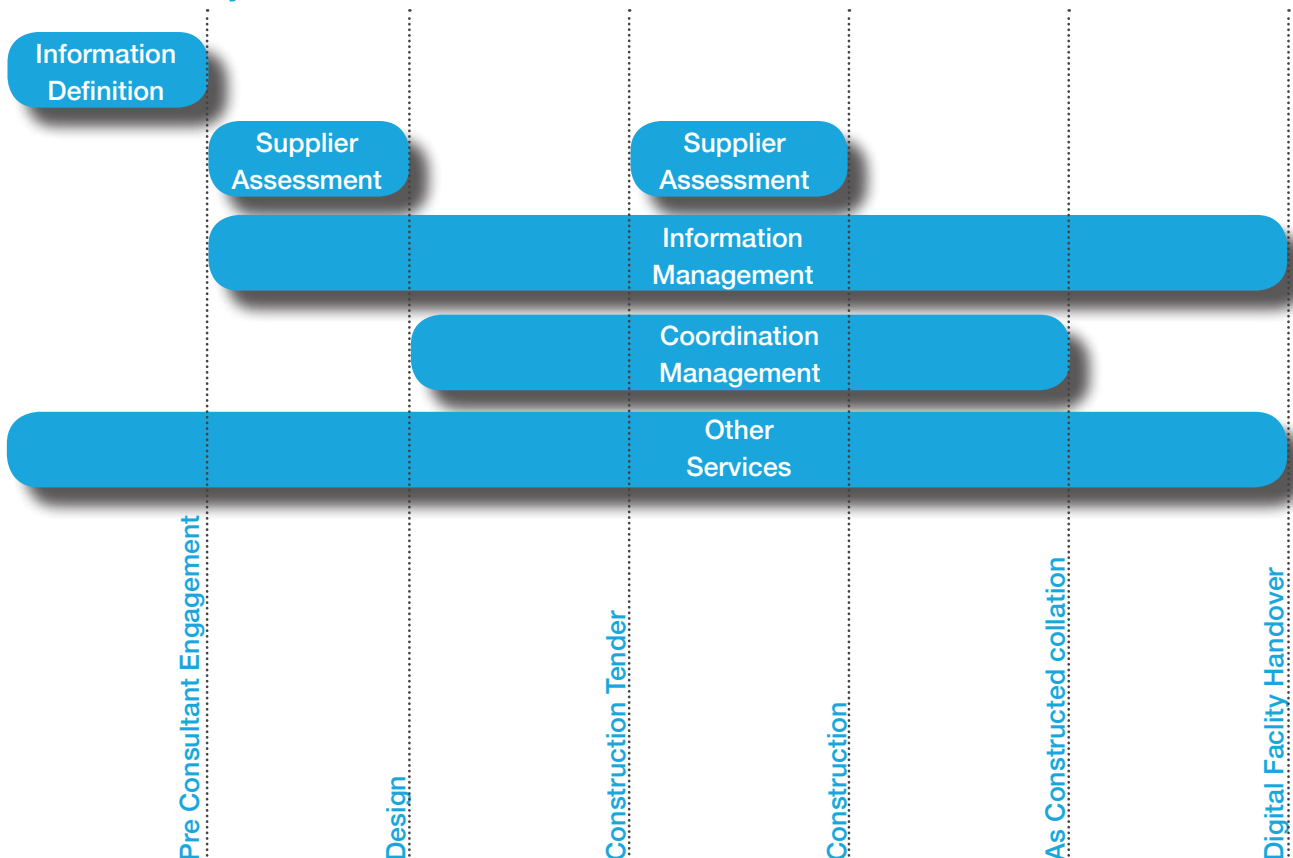 Information
Definition
Supplier
Assessment
Supplier
Assessment
Information
Management
Coordination
Management
Other
Services
Pre Consultant Engagement
Design
Construction Tender
Construction
As Constructed collation
Digital Faclity Handover